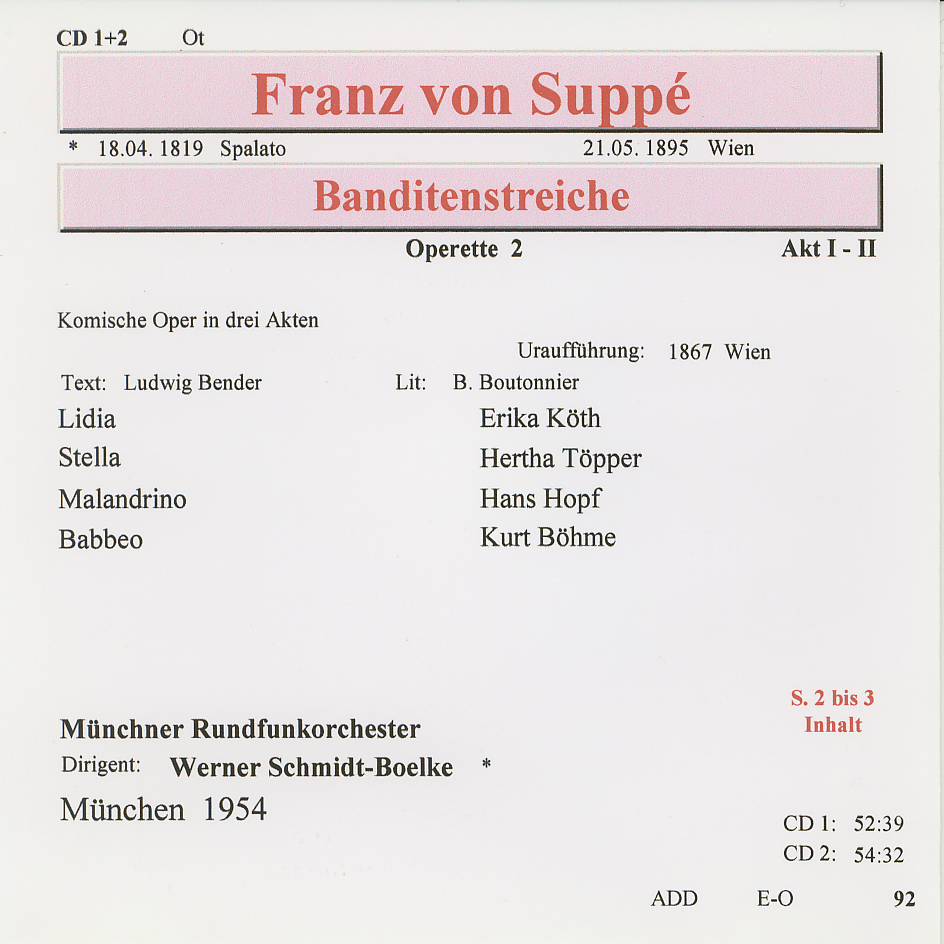 CD 1+2 Ot
Franz von Suppé
* 18.04. 1819 Spalato 21.05. 1895 Wien
Banditenstreiche
Operette 2 Akt I - II
Komische Oper in drei Akten
Uraufführung: 1867 Wien
Text: Ludwig Bender Lit: B. Boutonnier
Lidia Erika Köth
Stella Hertha Töpper
Malandrino Hans Hopf
Babbeo Kurt Böhme
S. 2 bis 3
Inhalt
Münchner Rundfunkorchester
Dirigent: Werner Schmidt-Boelke *
München 1954
CD 1: 52:39
CD 2: 54:32
ADD E-O 92